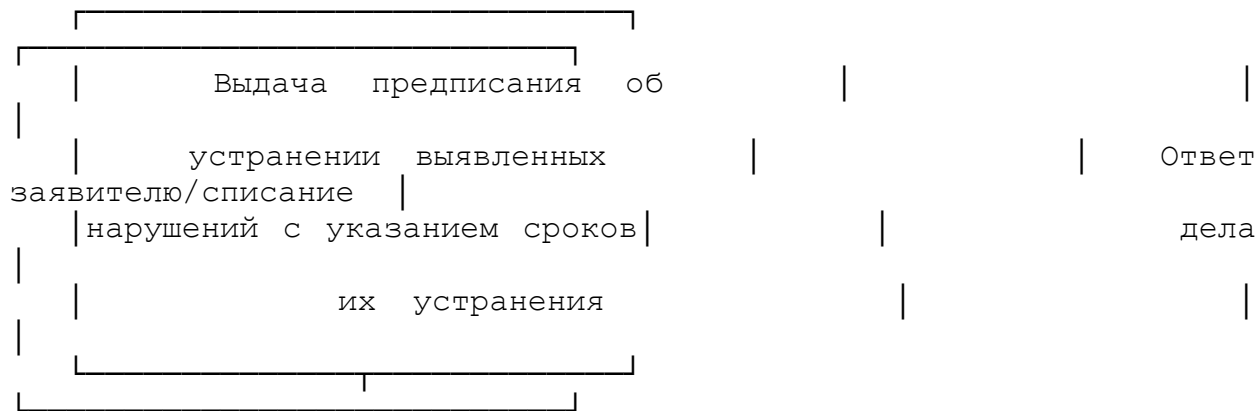 Выдача предписания об
устранении выявленных Ответ
заявителю/списание
нарушений с указанием сроков дела
их устранения